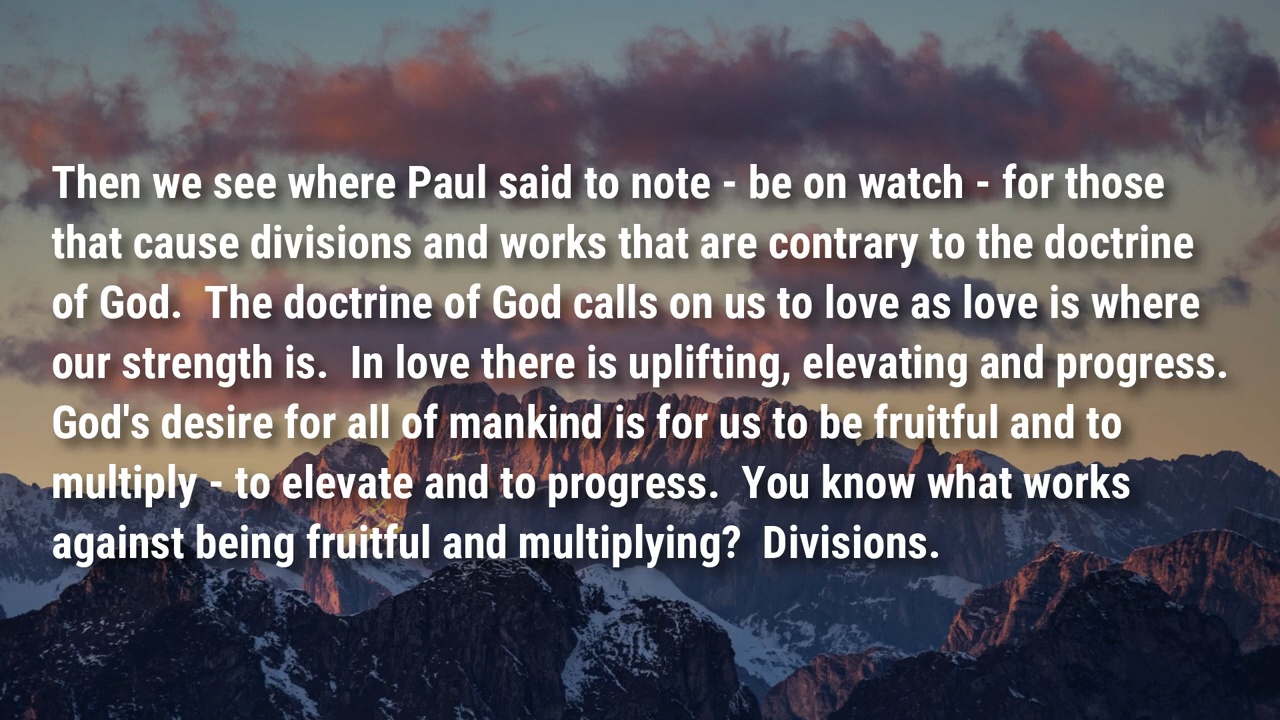 Then we see where Paul said to note - be on watch - for those
that cause divisions and works that are contrary to the doctrine
of God.  The doctrine of God calls on us to love as love is where
our strength is.  In love there is uplifting, elevating and progress.
God's desire for all of mankind is for us to be fruitful and to
multiply - to elevate and to progress.  You know what works
against being fruitful and multiplying?  Divisions.